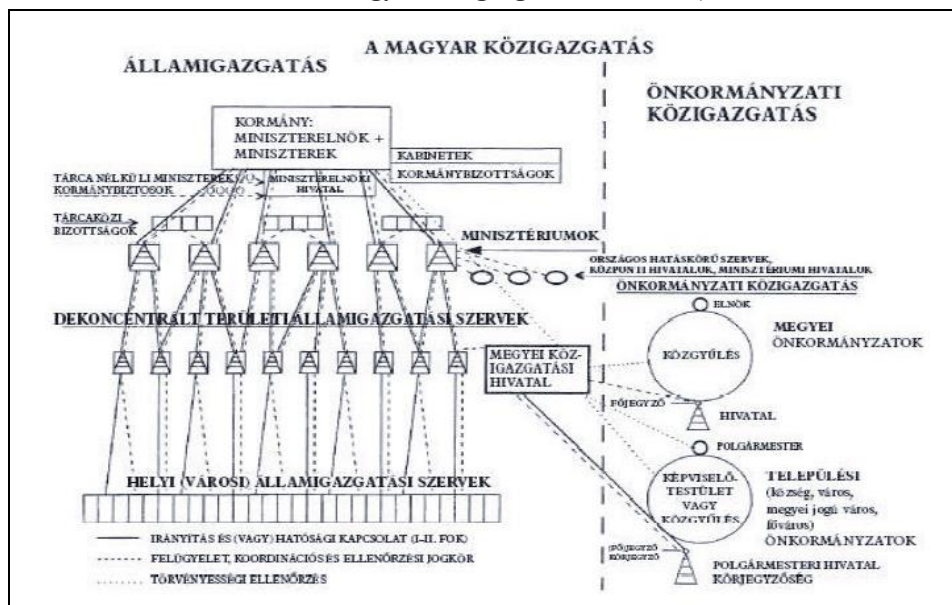 A MAGYAR KÖZIGAZGATÁS
ÁLLAMIGAZGATÁS
ÖNKORMÁNYZATI
KÖZIGAZGATÁS
KORMÁNY:
MINISZTERELNÖK +
MINISZTEREK
KABINETEK
KORMÁNYBIZOTTSÁGOK
TÁRCA NÉLKÜLI MINISZTEREK
KORMÁNYBIZTOSOK
MINISZTERELNÖKI
HIVATAL
TÁRCAKÖZI
BIZOTTSÁGOK
MINISZTÉRIUMOK
ORSZÁGOS HATÁSKÖRŰ SZERVEK,
KÖZPONTI HIVATALOK, MINISZTÉRIUMI HIVATALOK
ÖNKORMÁNYZATI KÖZIGAZGATÁS
ELNÖK
KÖZGYŰLÉS
MEGYEI
ÖNKORMÁNYZATOK
DEKONCENTRÁLT TERÜLETI ÁLLAMIGAZGATÁSI SZERVEK
MEGYEI KÖZ-
IGAZGATÁSI
HIVATAL
FŐJEGYZŐ
HIVATAL
POLGÁRMESTER
KÉPVISELŐ-
TESTÜLET
VAGY
KÖZGYŰLÉS
TELEPÜLÉSI
(község, város,
megyei jogú város,
főváros)
ÖNKORMÁNYZATOK
HELYI (VÁROSI) ÁLLAMIGAZGATÁSI SZERVEK
IRÁNYÍTÁS ÉS (VAGY) HATÓSÁGI KAPCSOLAT (I-II. FOK)
FELÜGYELET, KOORDINÁCIÓS ÉS ELLENŐRZÉSI JOGKÖR
TÖRVÉNYESSÉGI ELLENŐRZÉS
(FŐ)JEGYZŐ
KÖRJEGYZŐ
POLGÁRMESTERI HIVATAL
KÖRJEGYZŐSÉG